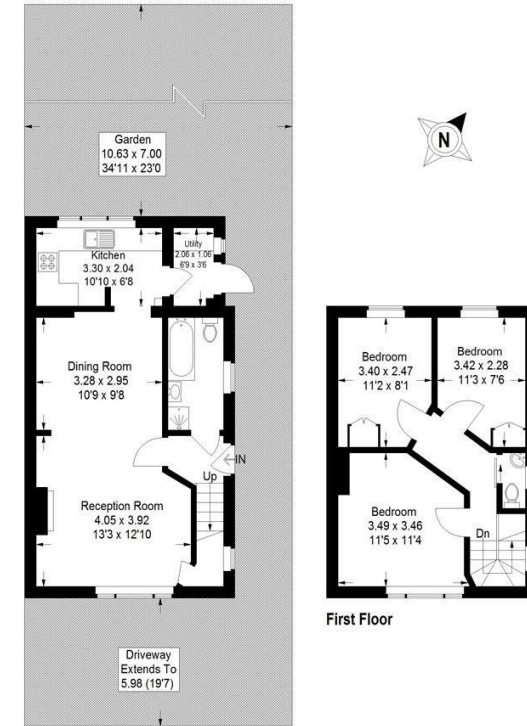 Garden
10.63 x 7.00
34'11 x 23'0
N
Kitchen
3.30 x 2.04
10'10 x 6'8
Utility
2.06 x 1.06
6'9 x 3'6
Dining Room
3.28 x 2.95
10'9 x 9'8
IN
Up
Reception Room
4.05 x 3.92
13'3 x 12'10
Driveway
Extends To
5.98 (19'7)
Bedroom
3.40 x 2.47
11'2 x 8'1
Bedroom
3.42 x 2.28
11'3 x 7'6
Bedroom
3.49 x 3.46
11'5 x 11'4
Dn
First Floor